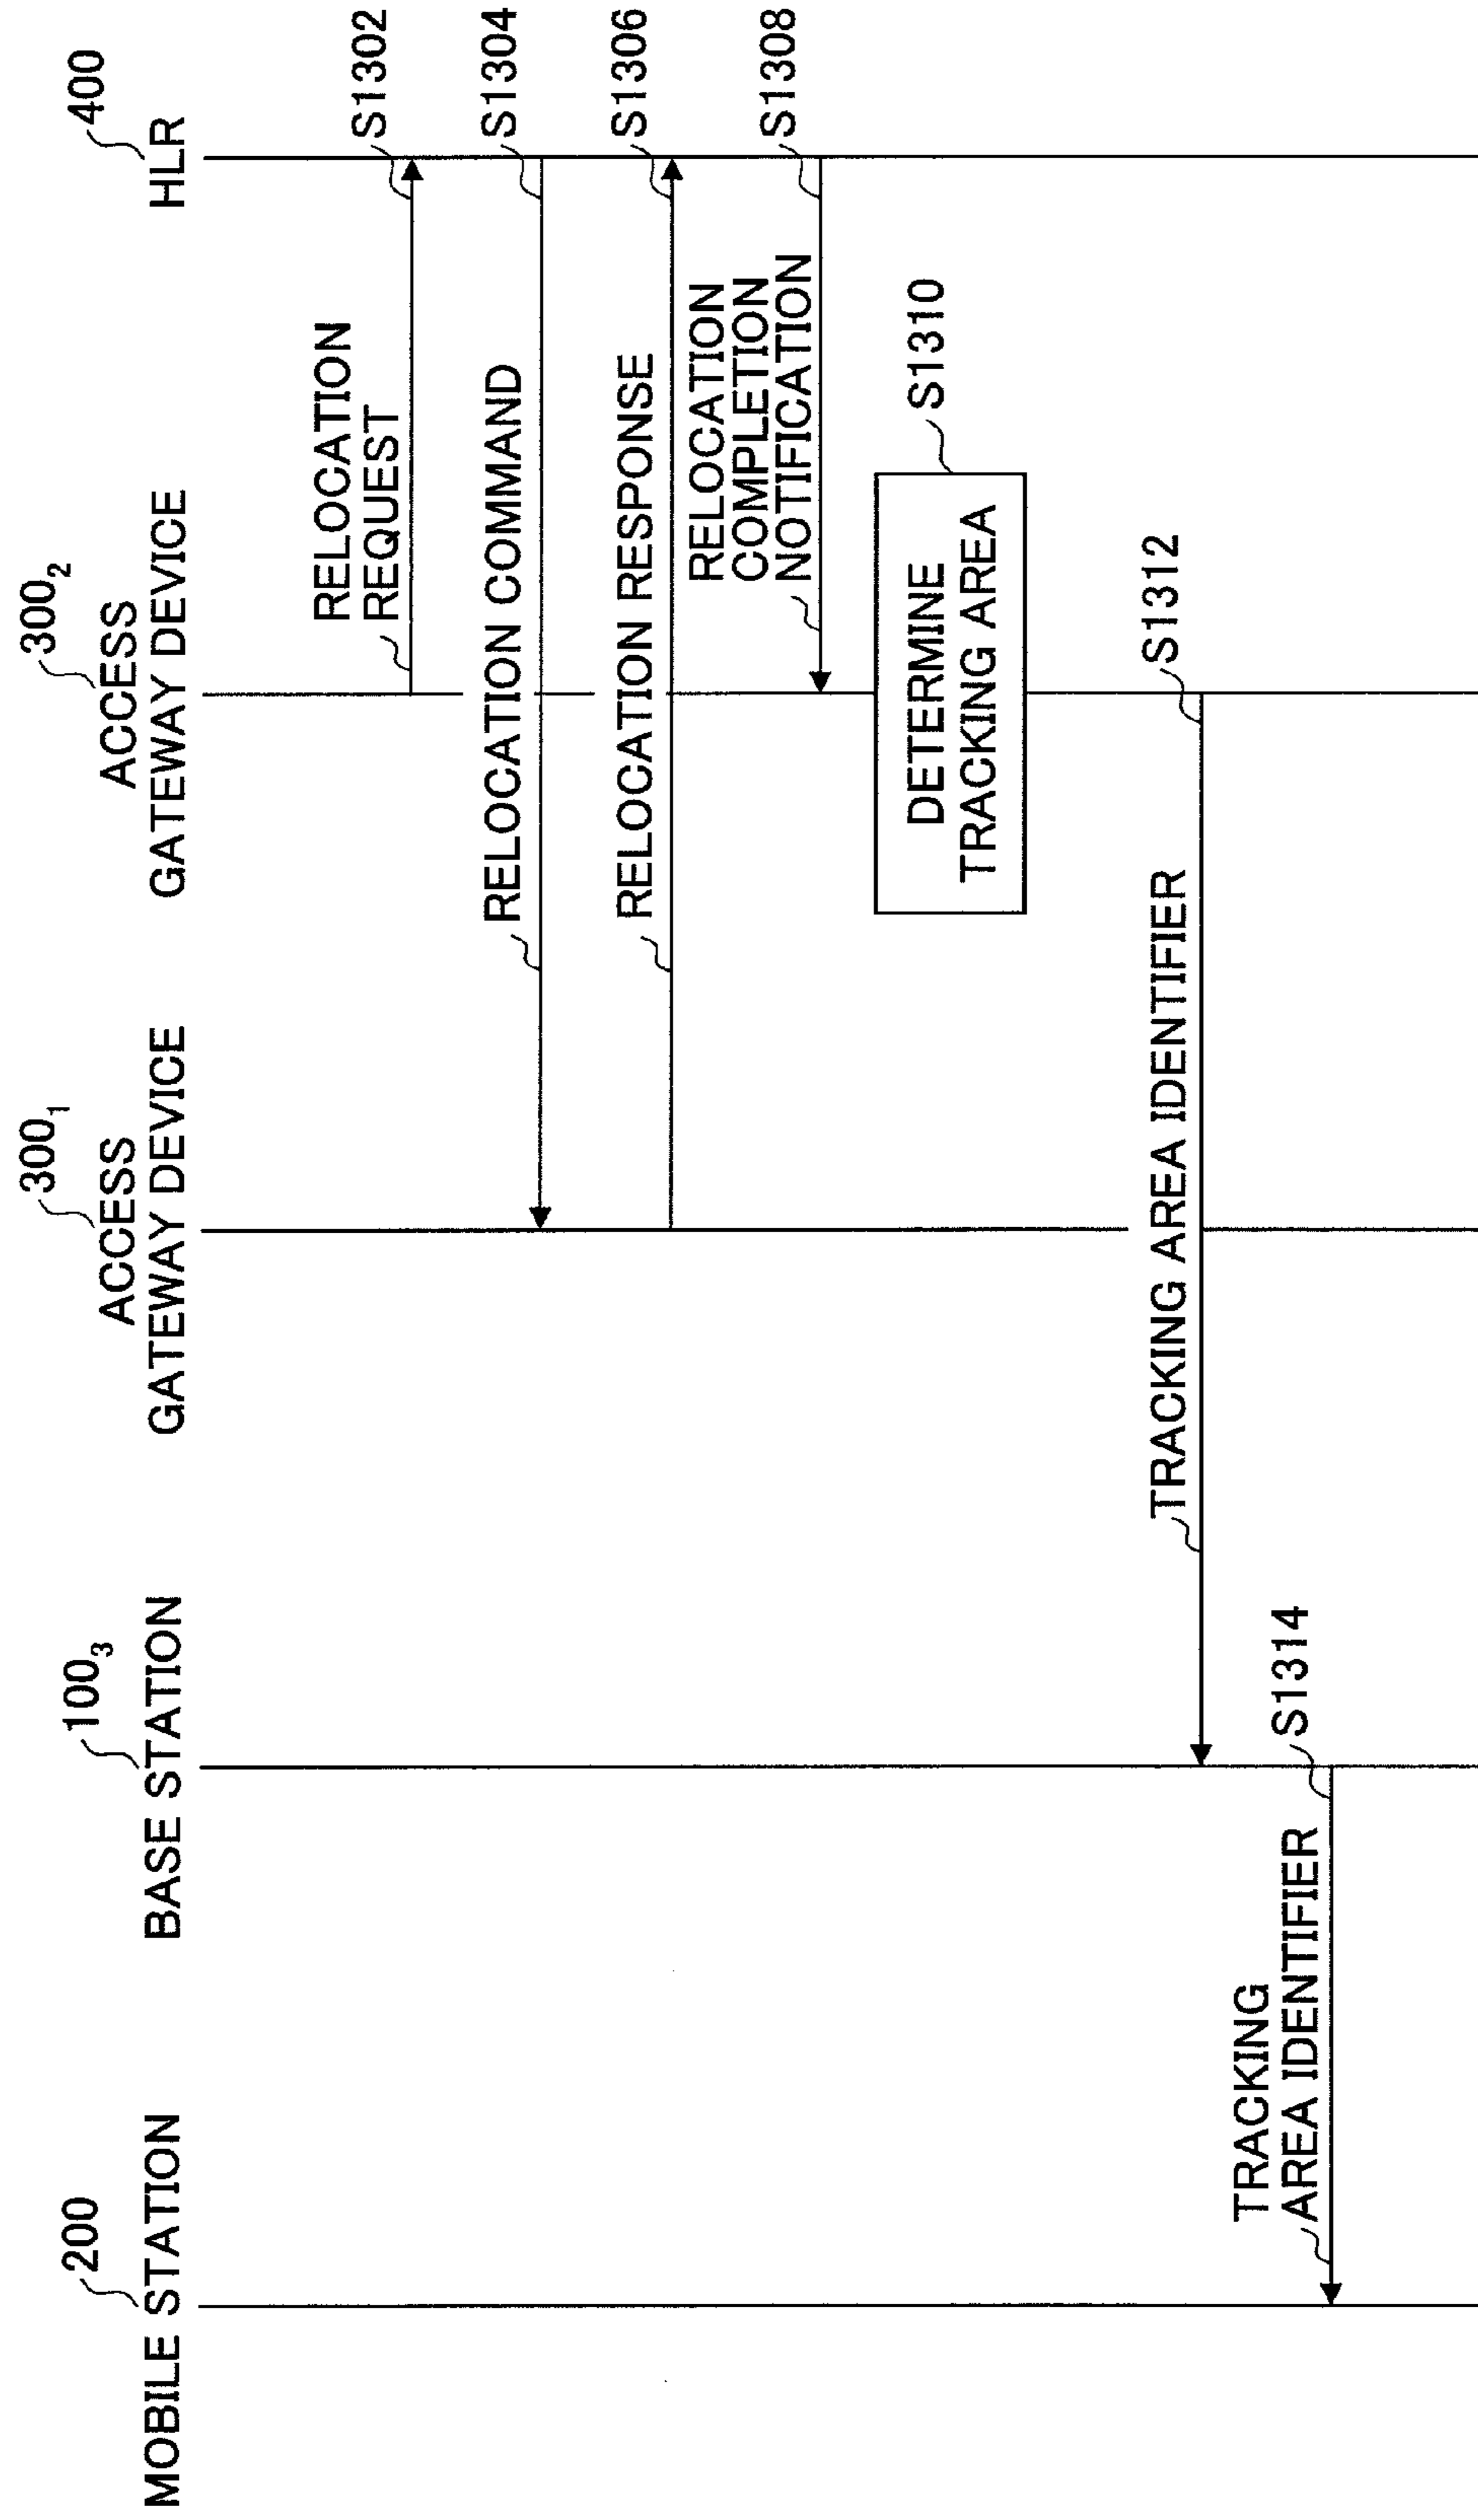 200
MOBILE STATION
100₃
BASE STATION
300₁
ACCESS
GATEWAY DEVICE
300₂
ACCESS
GATEWAY DEVICE
400
HLR
RELOCATION
REQUEST
S1302
RELOCATION COMMAND
S1304
RELOCATION RESPONSE
S1306
RELOCATION
COMPLETION
NOTIFICATION
S1308
DETERMINE
TRACKING AREA
S1310
TRACKING AREA IDENTIFIER
S1312
TRACKING
AREA IDENTIFIER
S1314